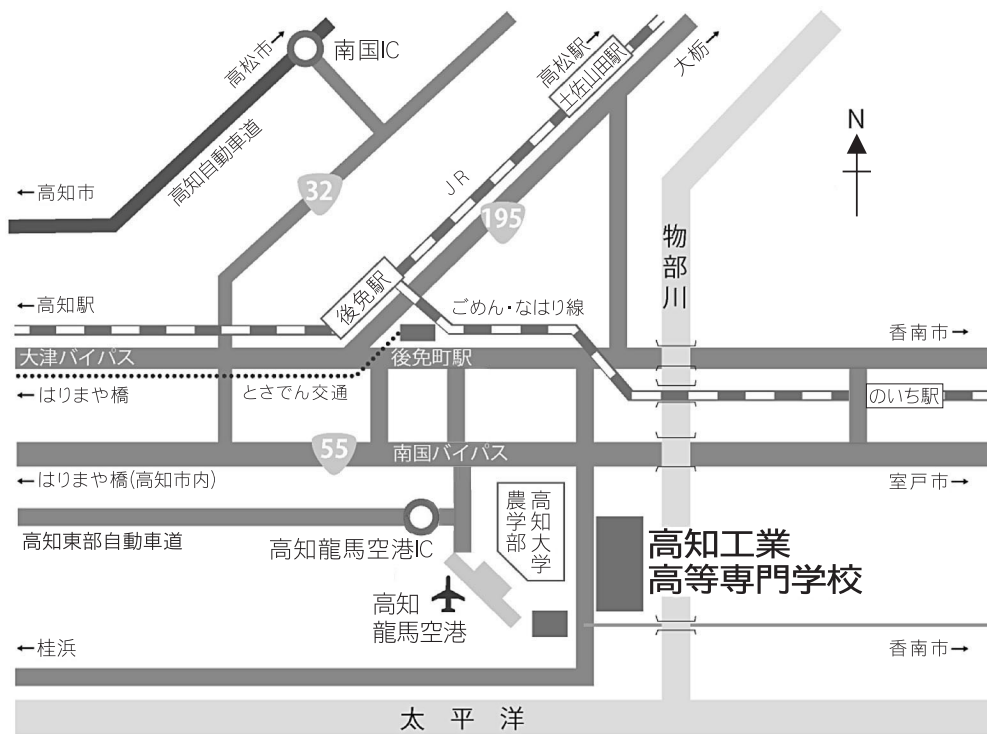 高松市→
南国IC
高松駅→
土佐山田駅
大栃
N
高知自動車道
←高知市
32
JR
195
物部川
←高知駅
後免駅
ごめん・なはり線
香南市→
大津バイパス
後免町駅
←はりまや橋
とさでん交通
のいち駅
55
南国バイパス
←はりまや橋(高知市内)
室戸市→
高知大学
農学部
高知東部自動車道
高知龍馬空港IC
高知工業
高等専門学校
高知
龍馬空港
←桂浜
香南市→
太平洋